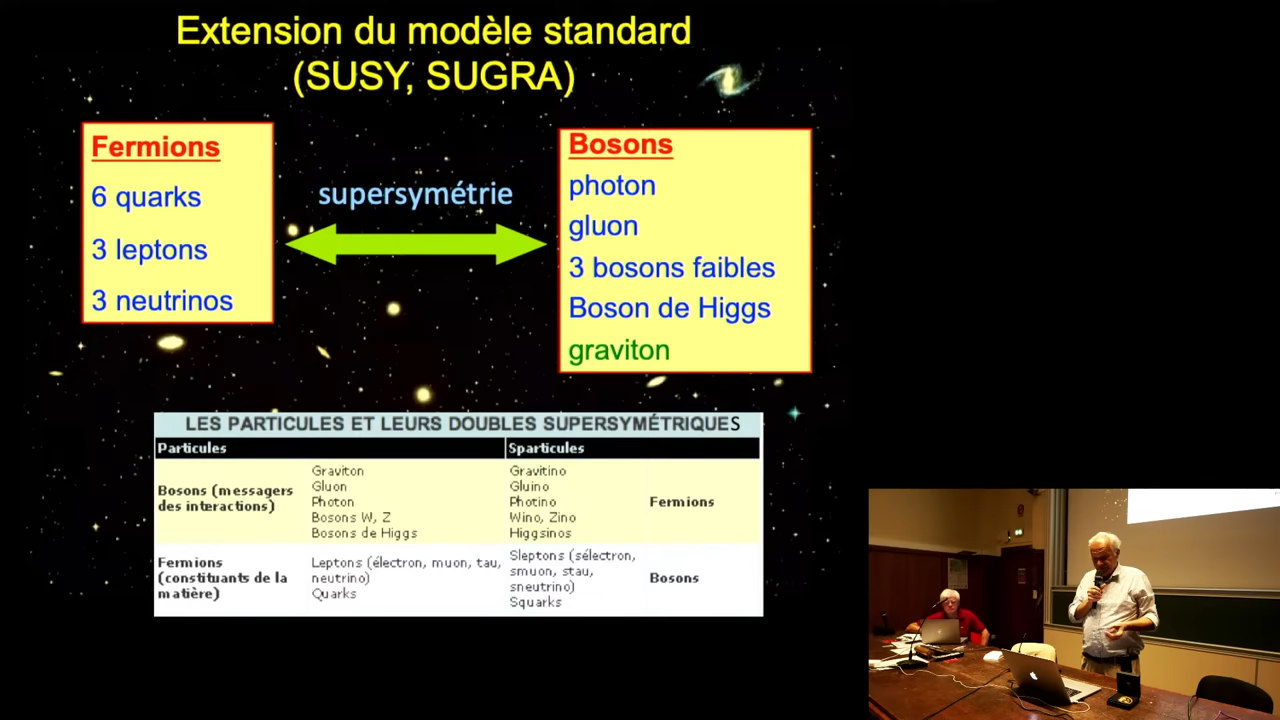 Extension du modèle standard
(SUSY, SUGRA)
Fermions
6 quarks
3 leptons
3 neutrinos
supersymétrie
Bosons
photon
gluon
3 bosons faibles
Boson de Higgs
graviton
LES PARTICULES ET LEURS DOUBLES SUPERSYMÉTRIQUES
Particules
Sparticules
Bosons (messagers
des interactions)
Graviton
Gluon
Photon
Bosons W, Z
Bosons de Higgs
Gravitino
Gluino
Photino
Wino, Zino
Higgsinos
Fermions
Fermions
(constituants de la
matière)
Leptons (électron, muon, tau,
neutrino)
Quarks
Sleptons (sélectron,
smuon, stau,
sneutrino)
Squarks
Bosons